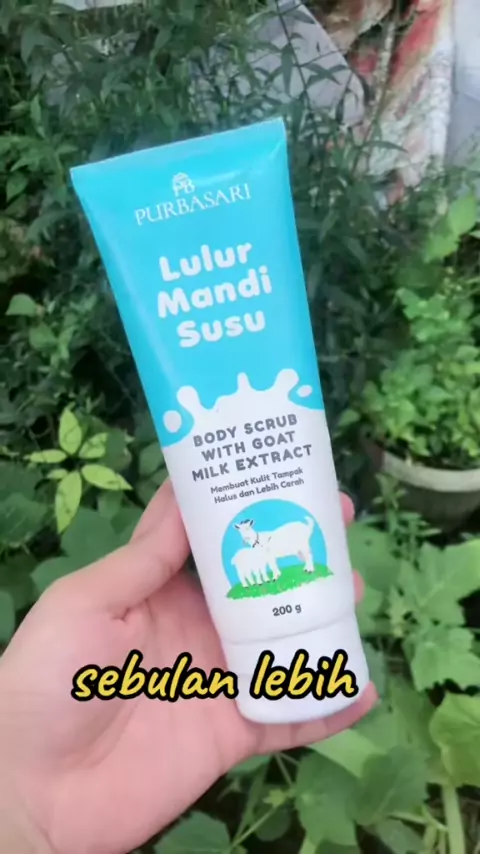 PB
PURBASARI
Lulur
Mandi
Susu
BODY SCRUB
WITH GOAT
MILK EXTRACT
Membuat Kulit Tampak
Halus dan Lebih Cerah
200 g
sebulan lebih